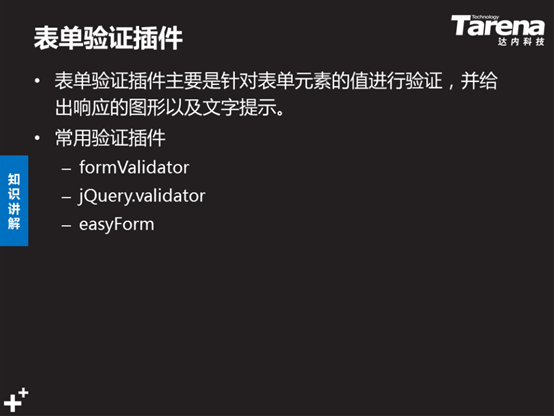 表单验证插件
Technology
Tarena
达内科技
• 表单验证插件主要是针对表单元素的值进行验证，并给
出响应的图形以及文字提示。
• 常用验证插件
– formValidator
– jQuery.validator
– easyForm
知识讲解